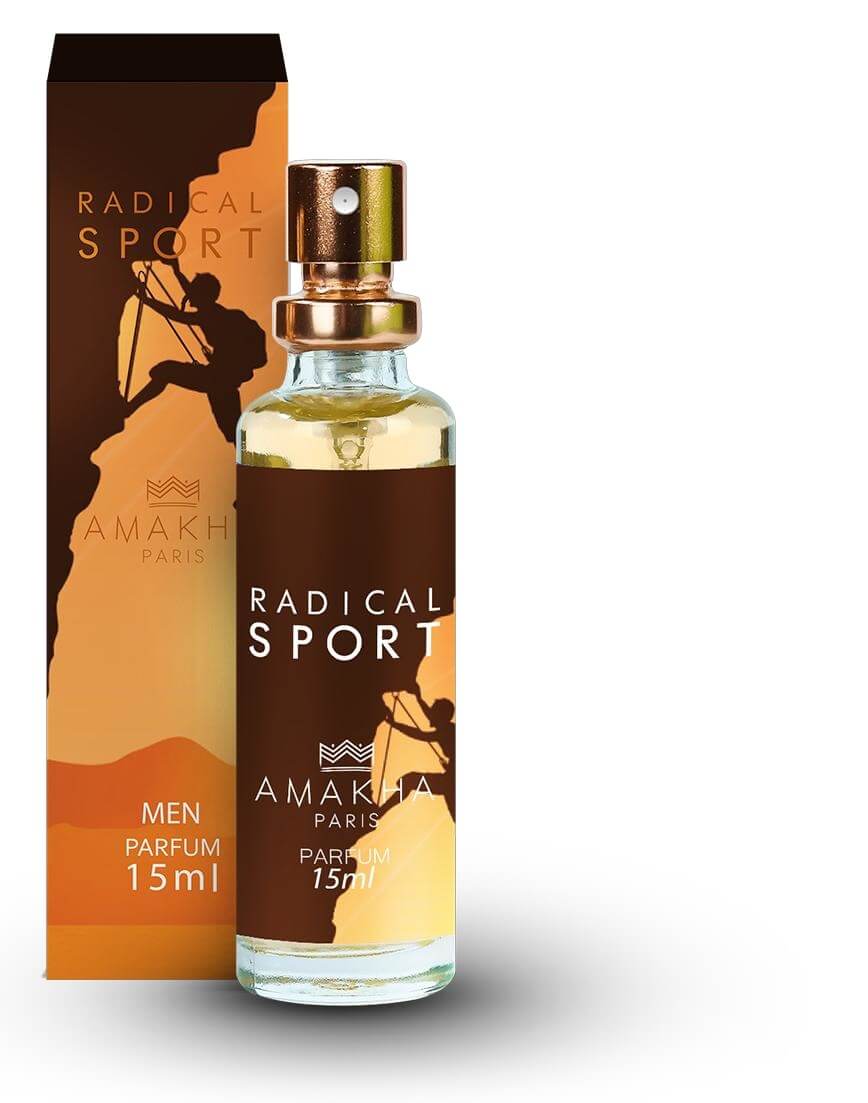 RADICAL
SPORT
AMAKH
PARIS
MEN
PARFUM
15ml
RADICAL
SPORT
AMAKHA
PARIS
PARFUM
15ml